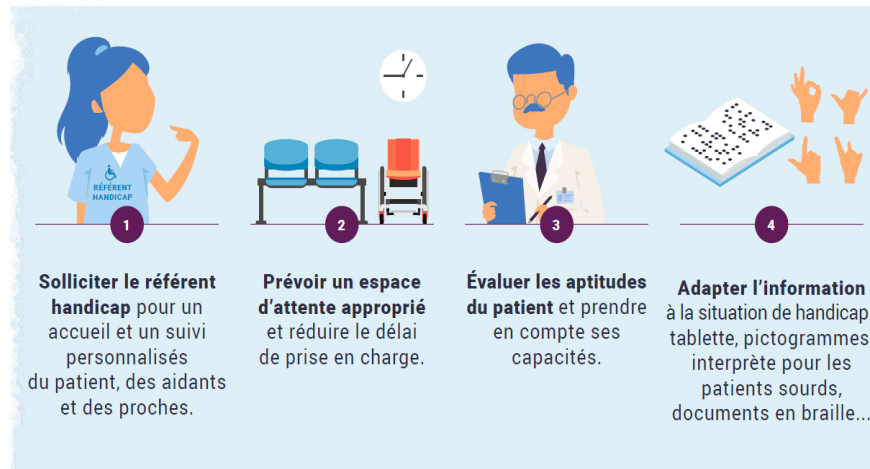 RÉFÉRENT
HANDICAP
1
Solliciter le référent
handicap pour un
accueil et un suivi
personnalisés
du patient, des aidants
et des proches.
2
Prévoir un espace
d'attente approprié
et réduire le délai
de prise en charge.
3
Évaluer les aptitudes
du patient et prendre
en compte ses
capacités.
4
Adapter l'information
à la situation de handicap
tablette, pictogrammes
interprète pour les
patients sourds,
documents en braille...